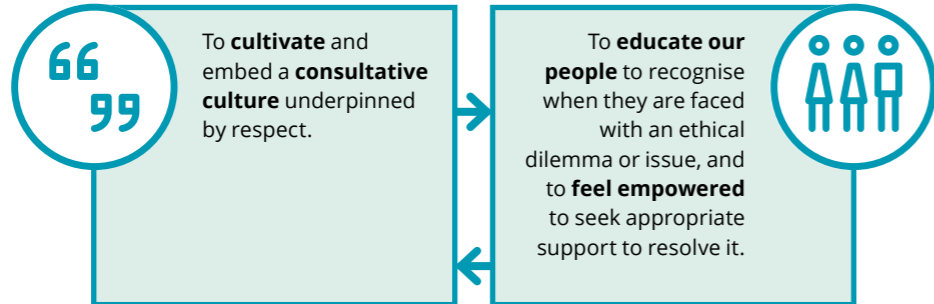 To cultivate and
embed a consultative
culture underpinned
by respect.
To educate our
people to recognise
when they are faced
with an ethical
dilemma or issue, and
to feel empowered
to seek appropriate
support to resolve it.